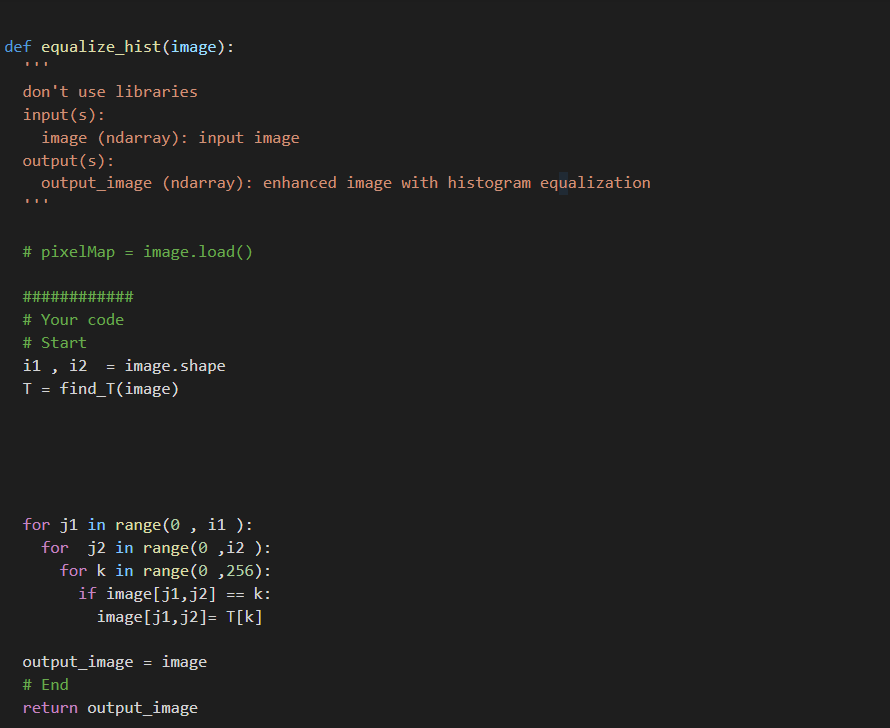 def equalize_hist(image):
  '''
  don't use libraries
  input(s):
    image (ndarray): input image
  output(s):
    output_image (ndarray): enhanced image with histogram equalization
  '''
  # pixelMap = image.load()
  ############
  # Your code
  # Start
  i1 , i2  = image.shape
  T = find_T(image)
  for j1 in range(0 , i1 ):
    for  j2 in range(0 ,i2 ):
      for k in range(0 ,256):
        if image[j1,j2] == k:
          image[j1,j2]= T[k]
  output_image = image
  # End
  return output_image